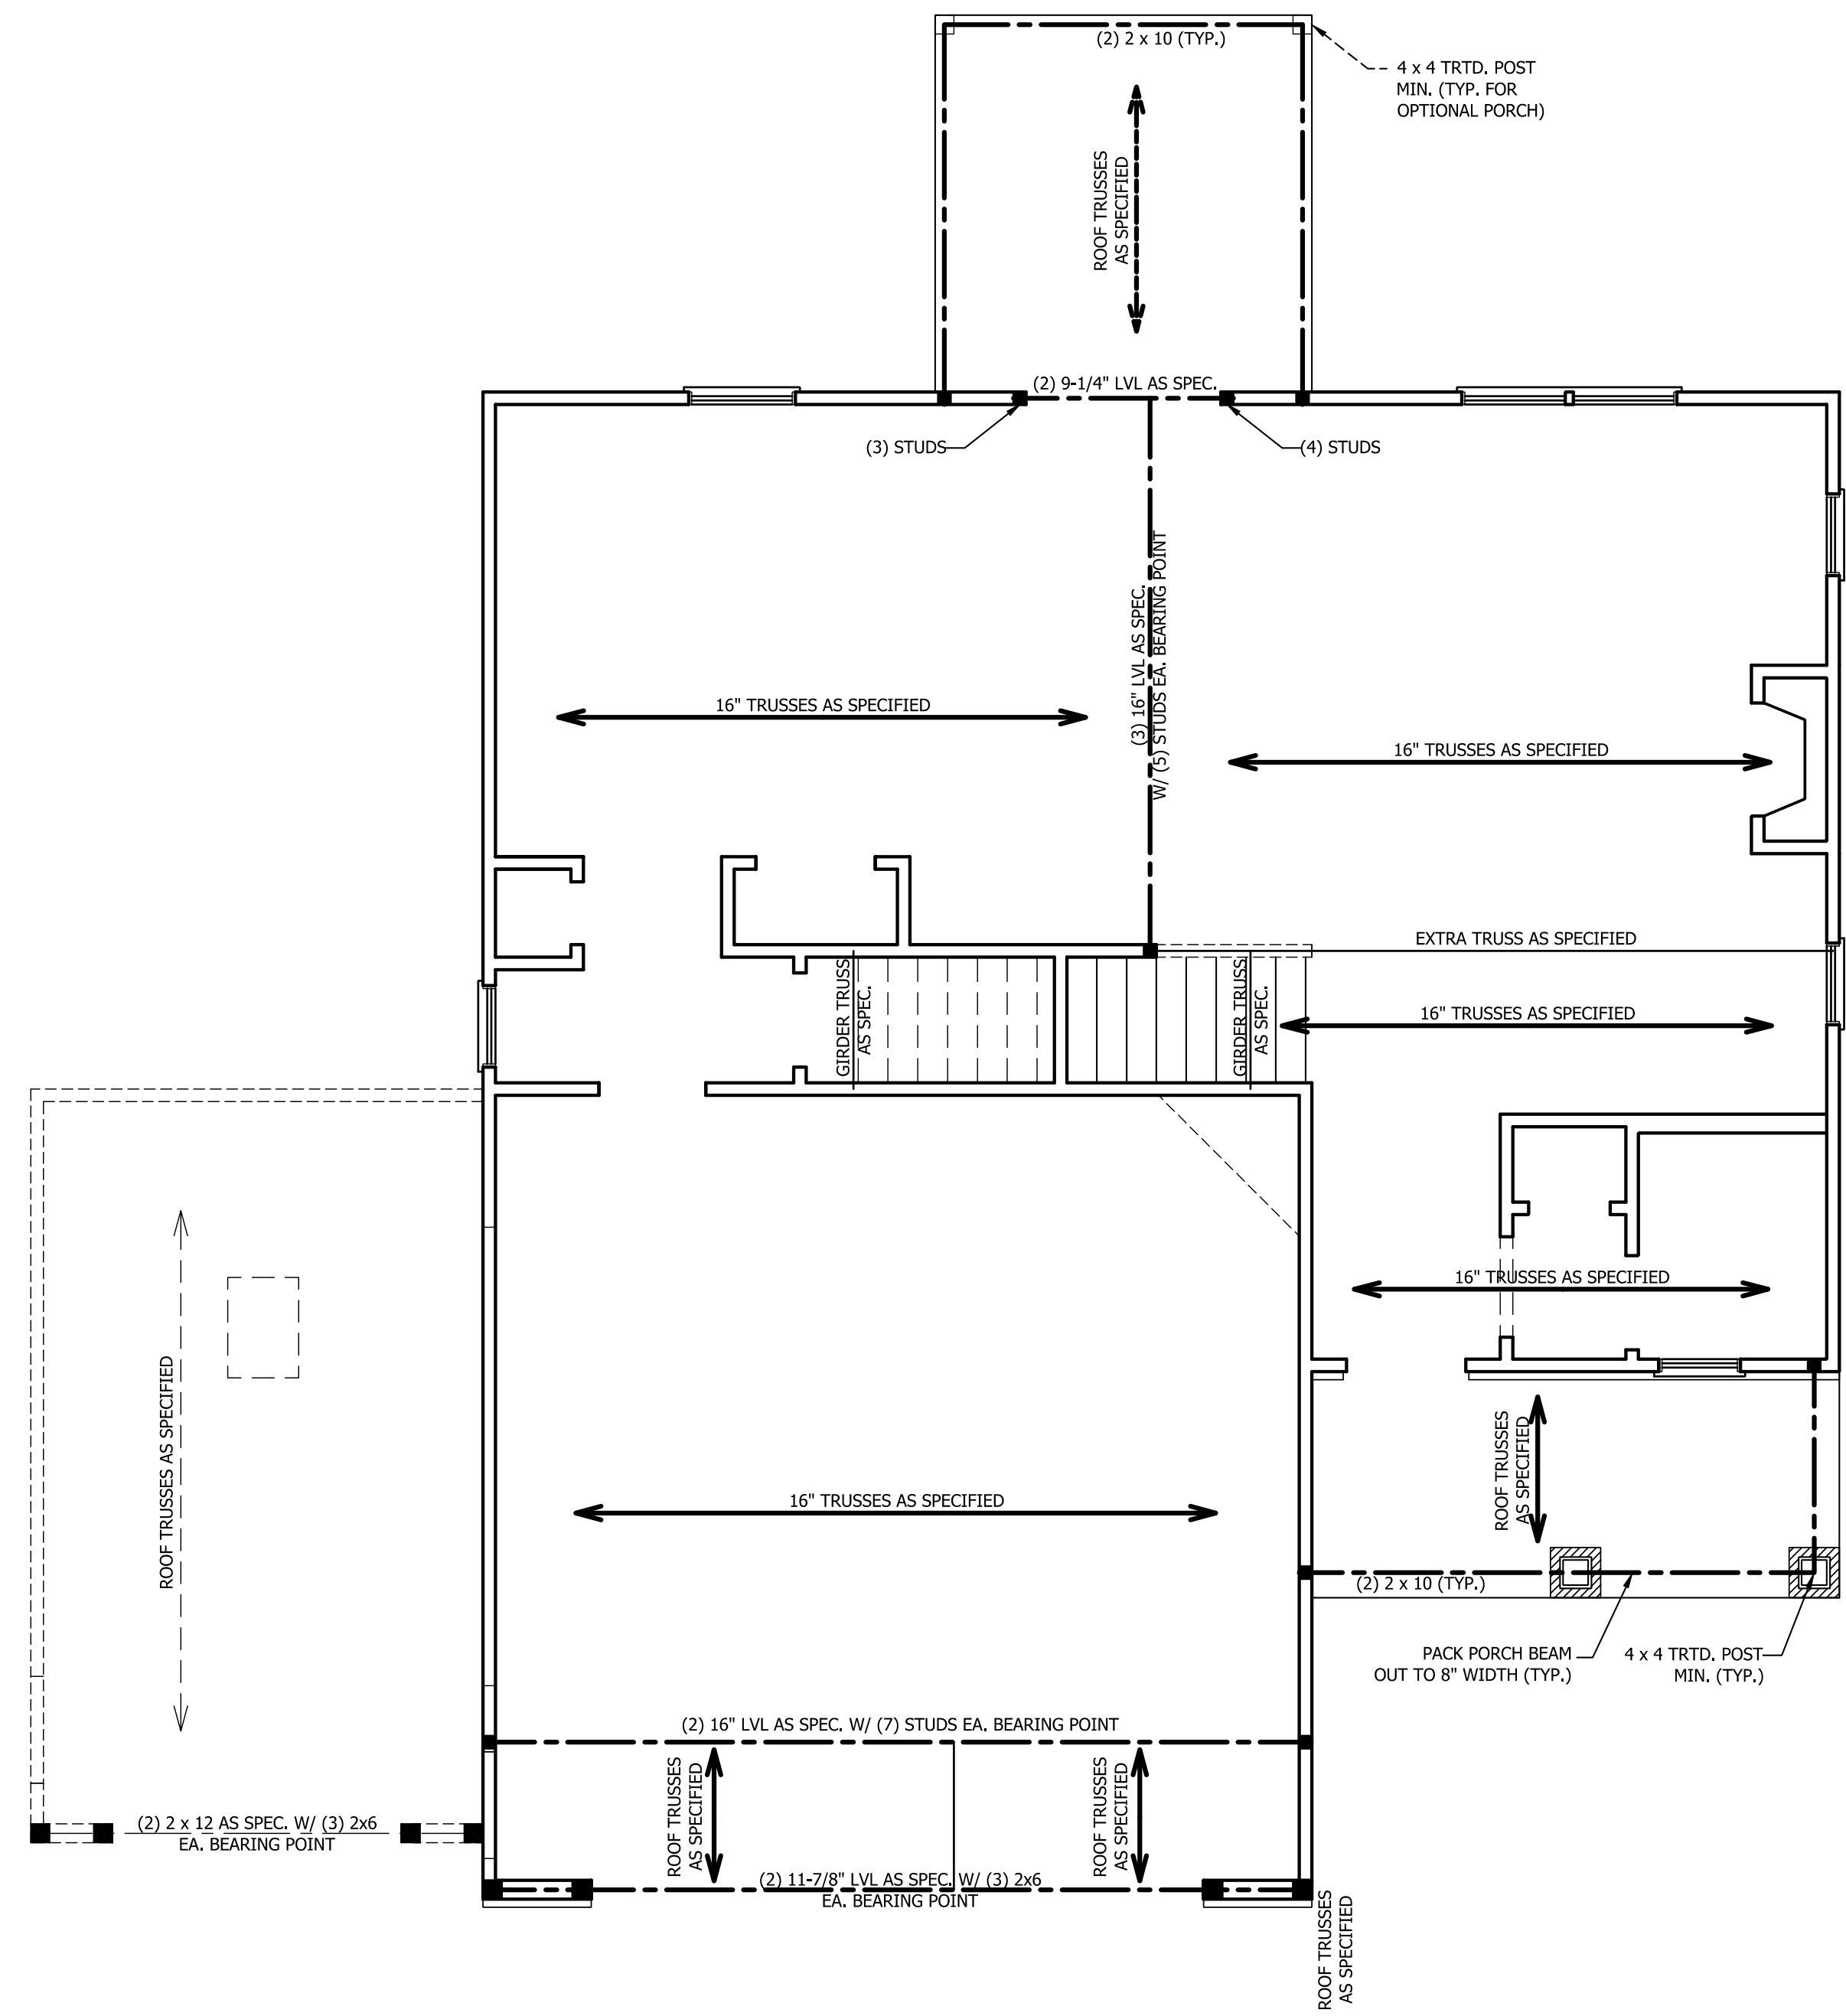 (2) 2 x 10 (TYP.)
4 x 4 TRTD. POST
MIN. (TYP. FOR
OPTIONAL PORCH)
ROOF TRUSSES
AS SPECIFIED
(2) 9-1/4" LVL AS SPEC.
(3) STUDS
(4) STUDS
(3) 16" LVL AS SPEC.
W/ (5) STUDS EA. BEARING POINT
16" TRUSSES AS SPECIFIED
16" TRUSSES AS SPECIFIED
EXTRA TRUSS AS SPECIFIED
GIRDER TRUSS
AS SPEC.
GIRDER TRUSS
AS SPEC.
16" TRUSSES AS SPECIFIED
16" TRUSSES AS SPECIFIED
ROOF TRUSSES AS SPECIFIED
ROOF TRUSSES
AS SPECIFIED
16" TRUSSES AS SPECIFIED
(2) 2 x 10 (TYP.)
PACK PORCH BEAM
OUT TO 8" WIDTH (TYP.)
4 x 4 TRTD. POST
MIN. (TYP.)
(2) 16" LVL AS SPEC. W/ (7) STUDS EA. BEARING POINT
ROOF TRUSSES
AS SPECIFIED
ROOF TRUSSES
AS SPECIFIED
(2) 2 x 12 AS SPEC. W/ (3) 2x6
EA. BEARING POINT
(2) 11-7/8" LVL AS SPEC. W/ (3) 2x6
EA. BEARING POINT
ROOF TRUSSES
AS SPECIFIED